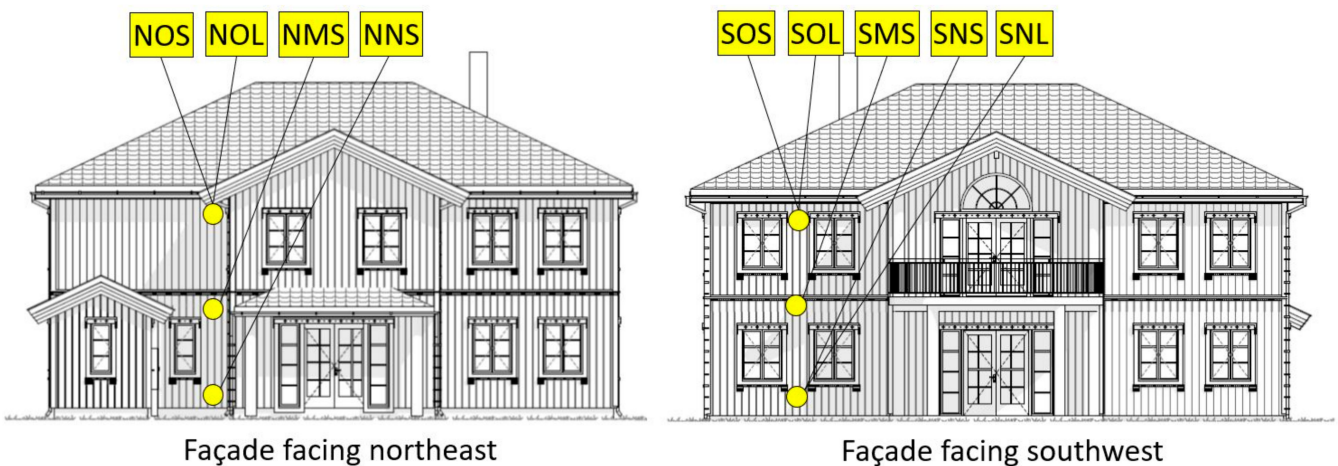 NOS NOL NMS NNS
SOS SOL SMS SNS SNL
Façade facing northeast
Façade facing southwest